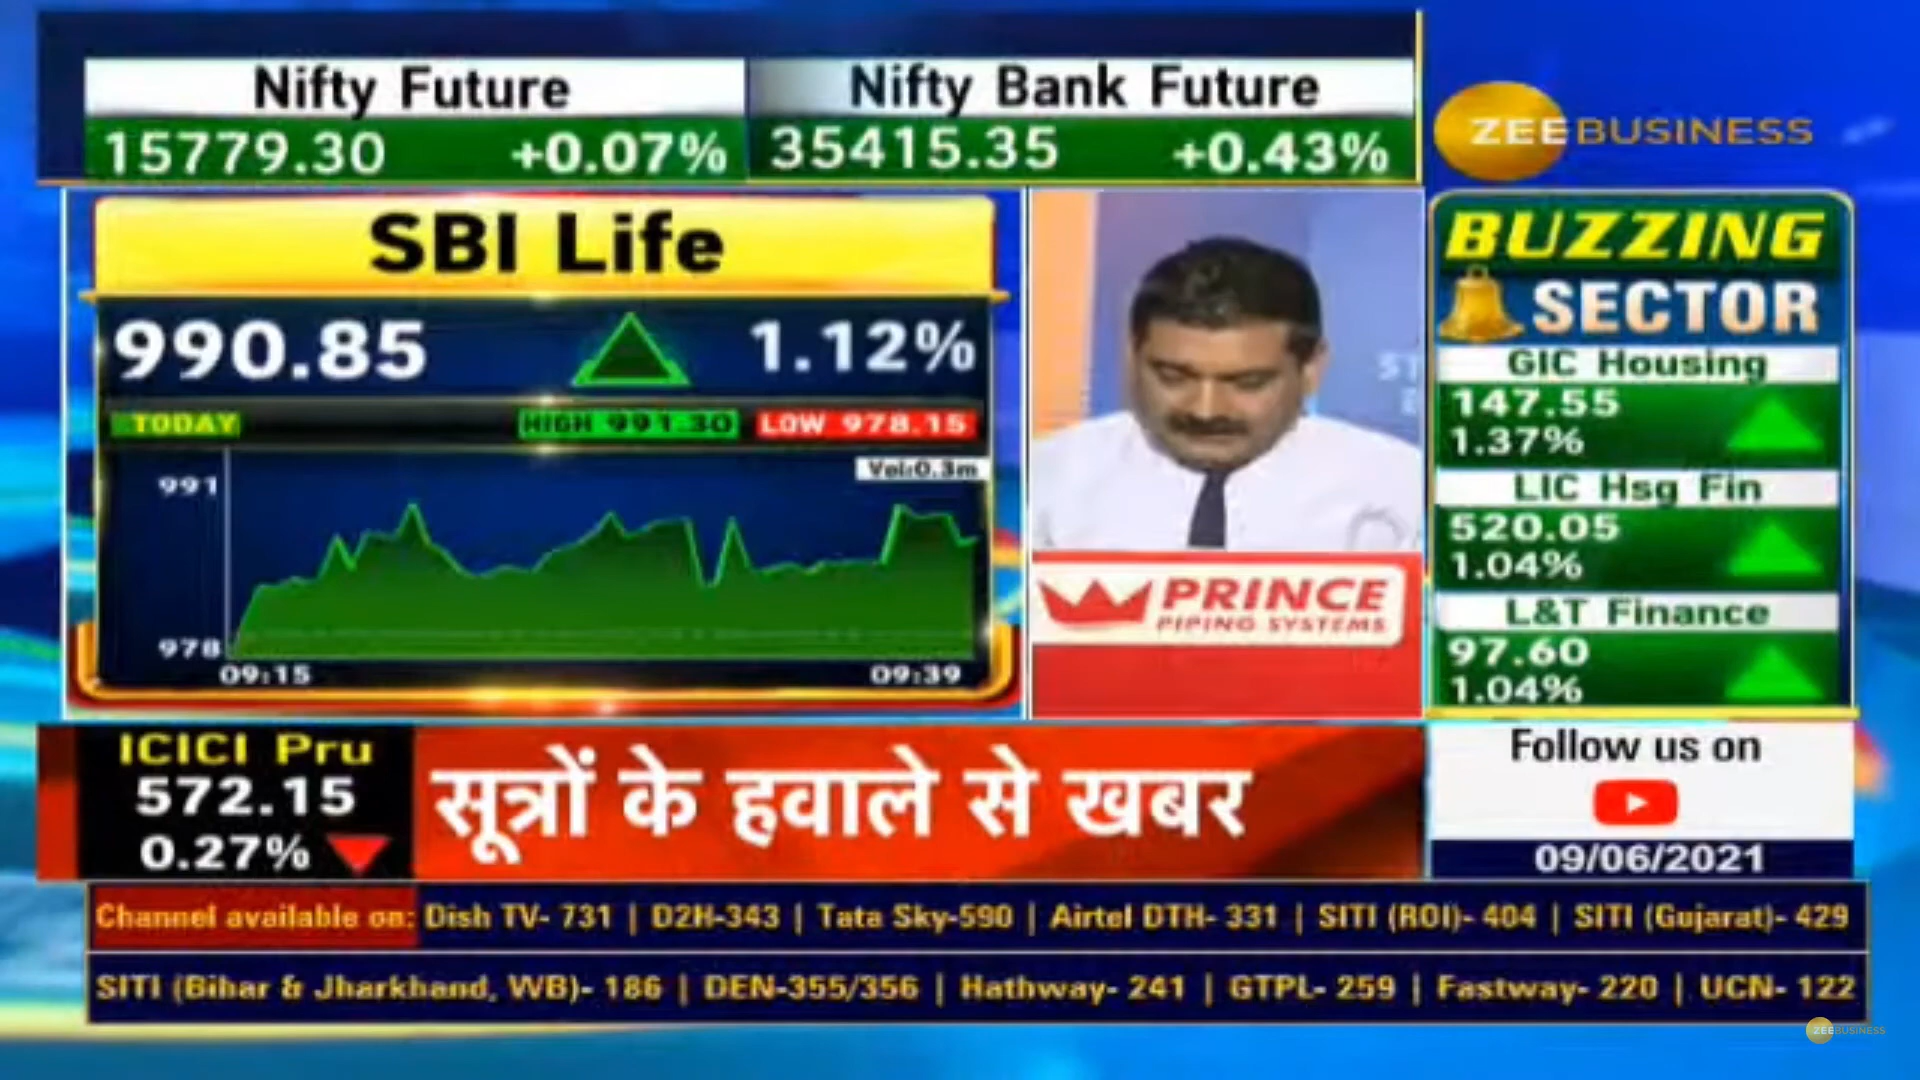 Nifty Future
15779.30 +0.07%
Nifty Bank Future
35415.35 +0.43%
ZEEBUSINESS
SBI Life
990.85 1.12%
TODAY HIGH 991.30 LOW 978.15
Vol:0.3m
991
978
09:15 09:39
PRINCE
PIPING SYSTEMS
BUZZING
SECTOR
GIC Housing
147.55
1.37%
LIC Hsg Fin
520.05
1.04%
L&T Finance
97.60
1.04%
ICICI Pru
572.15
0.27%
सूत्रों के हवाले से खबर
Follow us on
09/06/2021
Channel available on: Dish TV- 731 | D2H-343 | Tata Sky-590 | Airtel DTH- 331 | SITI (ROI)- 404 | SITI (Gujarat)- 429
SITI (Bihar & Jharkhand, WB)- 186 | DEN-355/356 | Hathway- 241 | GTPL- 259 | Fastway- 220 | UCN- 122
ZEEBUSINESS